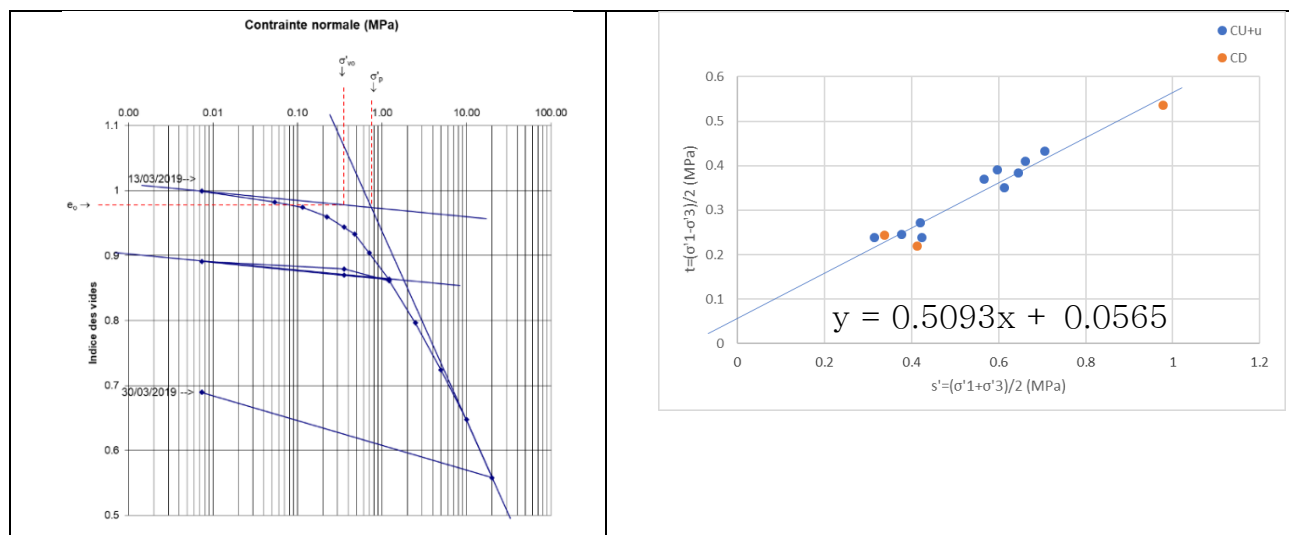 Contrainte normale (MPa)
σ'vo
↓
σ'p
↓
0.00 0.01 0.10 1.00 10.00 100.00
1.1
1
0.9
0.8
0.7
0.6
0.5
13/03/2019-->
eo →
30/03/2019 -->
Indice des vides
CU+u
CD
0.6
0.5
0.4
0.3
0.2
0.1
0
t=(σ'1-σ'3)/2 (MPa)
y = 0.5093x + 0.0565
0 0.2 0.4 0.6 0.8 1 1.2
s'=(σ'1+σ'3)/2 (MPa)